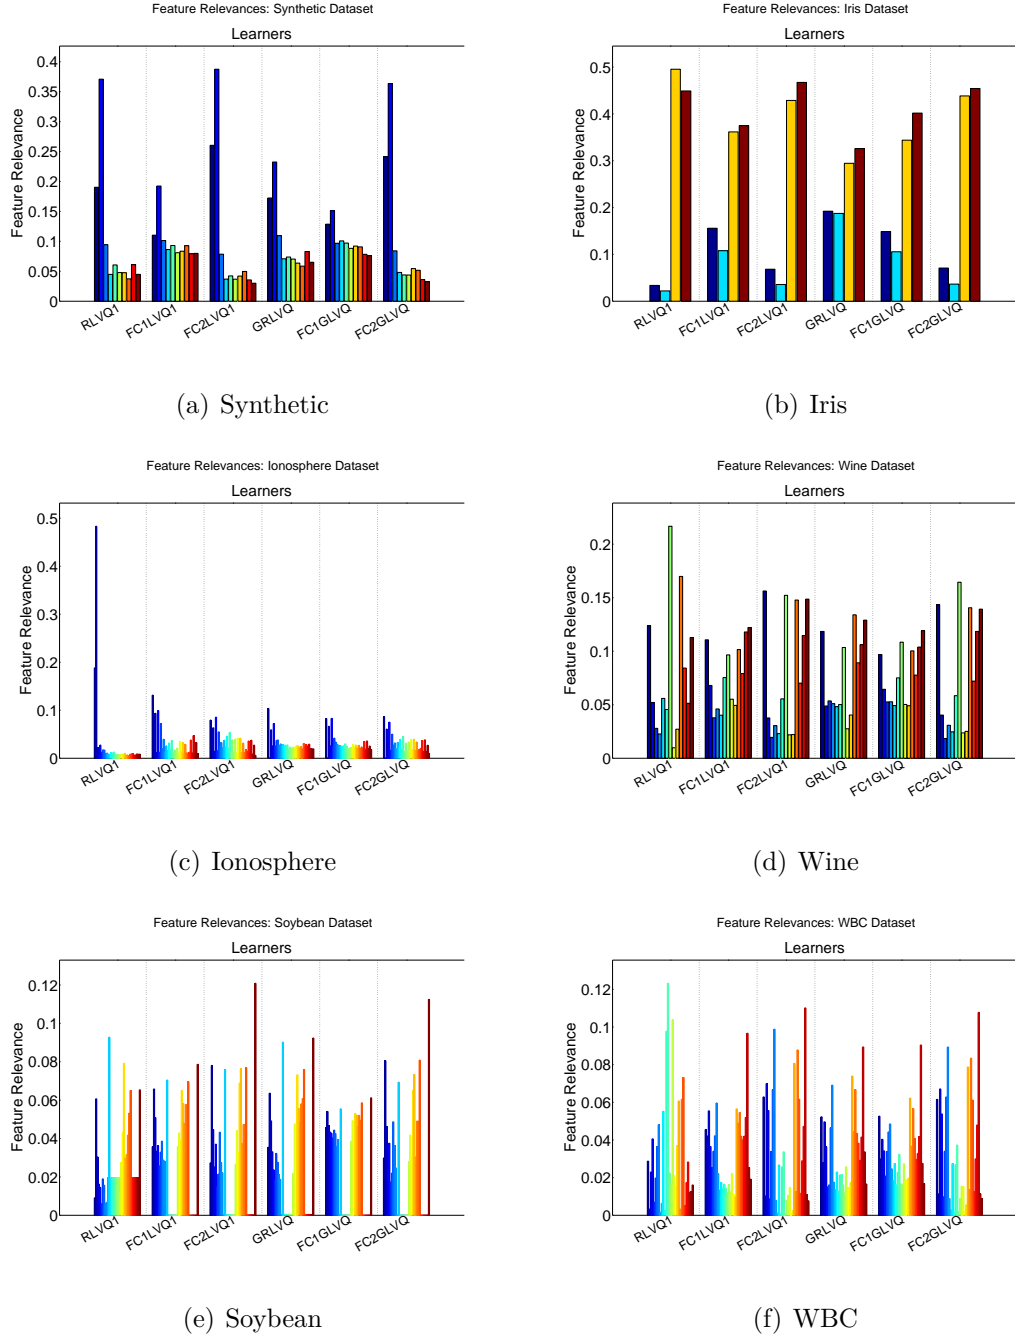 Feature Relevances: Synthetic Dataset
Learners
Feature Relevance
0.4
0.35
0.3
0.25
0.2
0.15
0.1
0.05
0
RLVQ1 FC1LVQ1 FC2LVQ1 GRLVQ FC1GLVQ FC2GLVQ
(a) Synthetic
Feature Relevances: Iris Dataset
Learners
Feature Relevance
0.5
0.4
0.3
0.2
0.1
0
RLVQ1 FC1LVQ1 FC2LVQ1 GRLVQ FC1GLVQ FC2GLVQ
(b) Iris
Feature Relevances: Ionosphere Dataset
Learners
Feature Relevance
0.5
0.4
0.3
0.2
0.1
0
RLVQ1 FC1LVQ1 FC2LVQ1 GRLVQ FC1GLVQ FC2GLVQ
(c) Ionosphere
Feature Relevances: Wine Dataset
Learners
Feature Relevance
0.2
0.15
0.1
0.05
0
RLVQ1 FC1LVQ1 FC2LVQ1 GRLVQ FC1GLVQ FC2GLVQ
(d) Wine
Feature Relevances: Soybean Dataset
Learners
Feature Relevance
0.12
0.1
0.08
0.06
0.04
0.02
0
RLVQ1 FC1LVQ1 FC2LVQ1 GRLVQ FC1GLVQ FC2GLVQ
(e) Soybean
Feature Relevances: WBC Dataset
Learners
Feature Relevance
0.12
0.1
0.08
0.06
0.04
0.02
0
RLVQ1 FC1LVQ1 FC2LVQ1 GRLVQ FC1GLVQ FC2GLVQ
(f) WBC